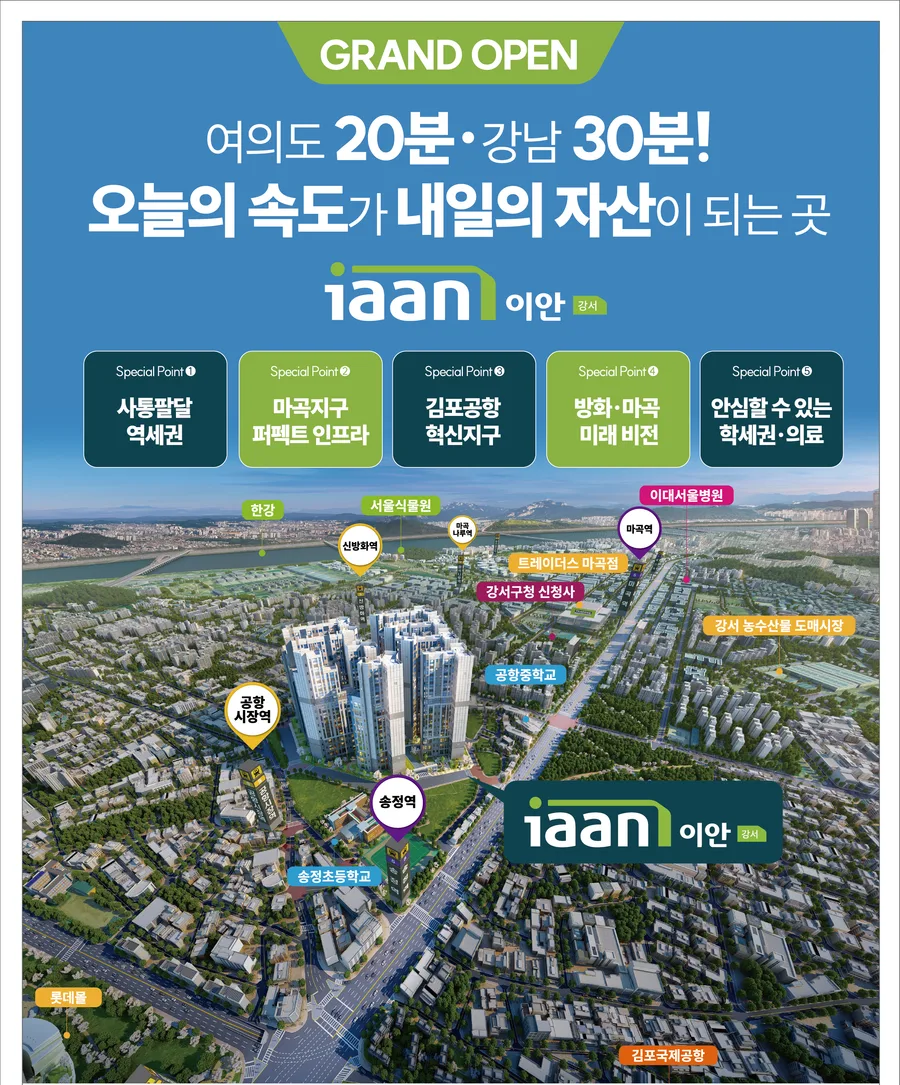 GRAND OPEN
여의도 20분·강남 30분!
오늘의 속도가 내일의 자산이 되는 곳
iaan 이안 강서
Special Point ❶
사통팔달
역세권
Special Point ❷
마곡지구
퍼펙트 인프라
Special Point ❸
김포공항
혁신지구
Special Point ❹
방화·마곡
미래 비전
Special Point ❺
안심할 수 있는
학세권·의료
이대서울병원
한강
서울식물원
신방화역
마곡
나루역
마곡역
트레이더스 마곡점
강서구청 신청사
강서 농수산물 도매시장
공항중학교
공항
시장역
송정역
iaan 이안 강서
송정초등학교
롯데몰
김포국제공항